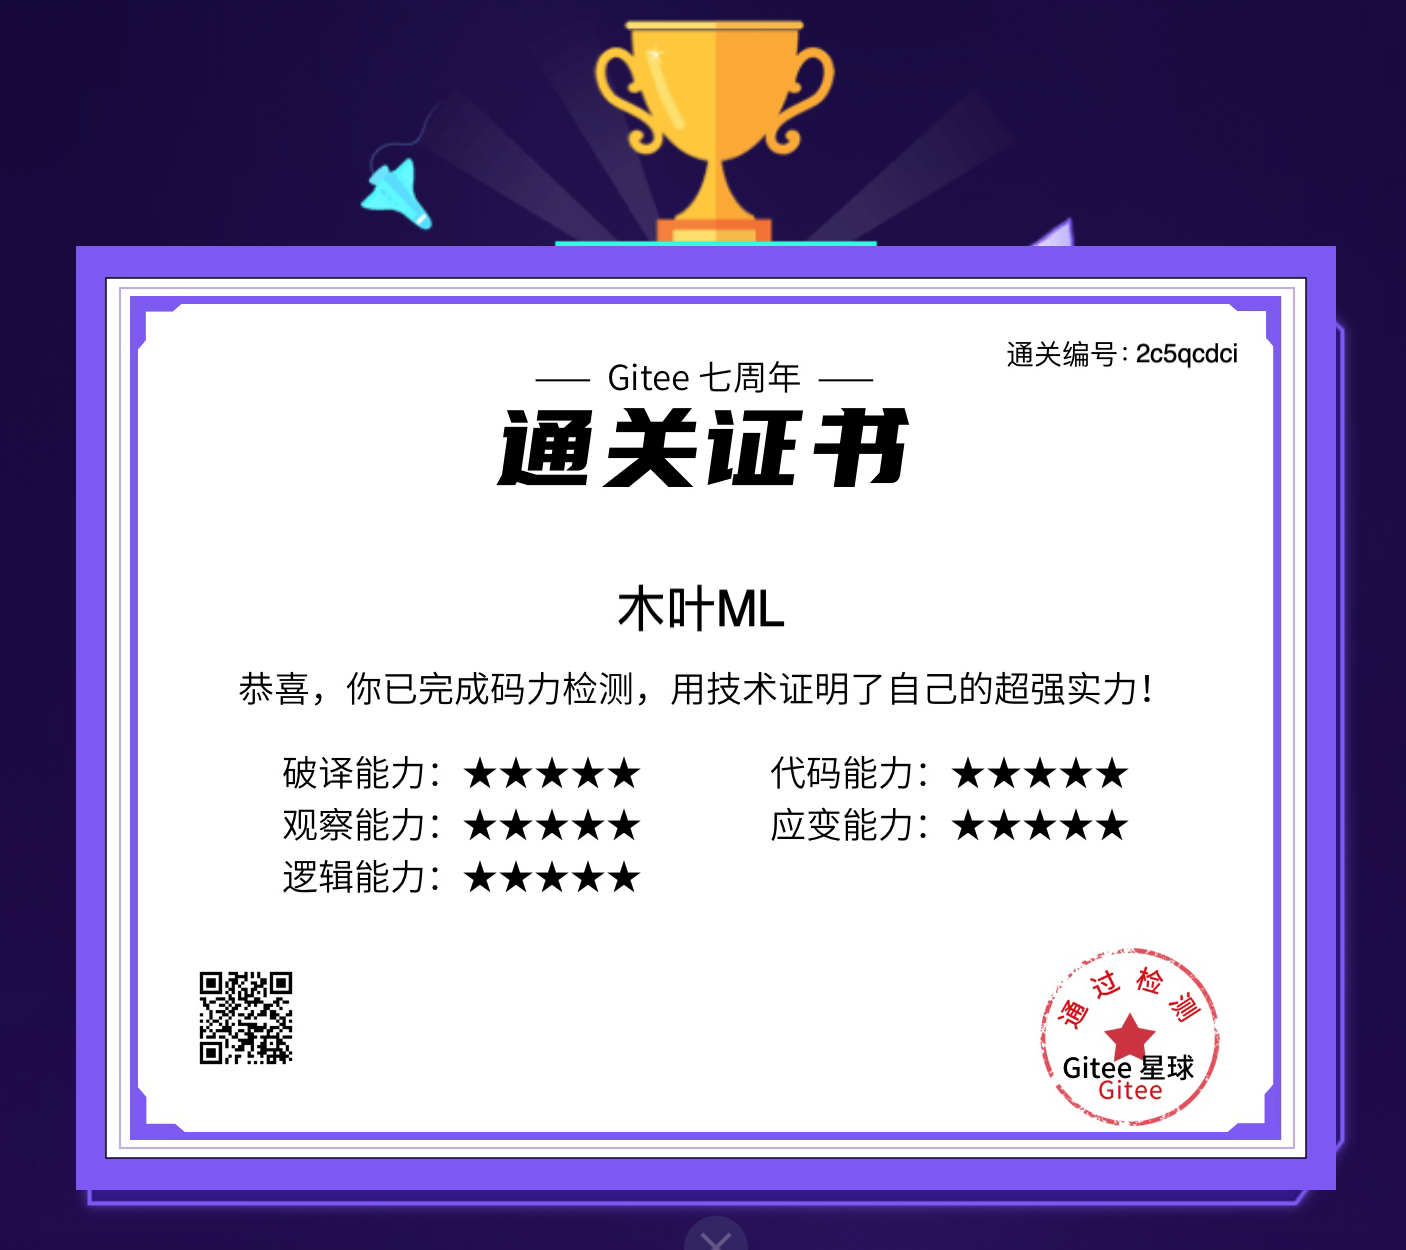 通关编号：2c5qcdci
Gitee 七周年
通关证书
木叶ML
恭喜，你已完成码力检测，用技术证明了自己的超强实力！
破译能力：★★★★★ 代码能力：★★★★★
观察能力：★★★★★ 应变能力：★★★★★
逻辑能力：★★★★★
通过检测
Gitee 星球
Gitee